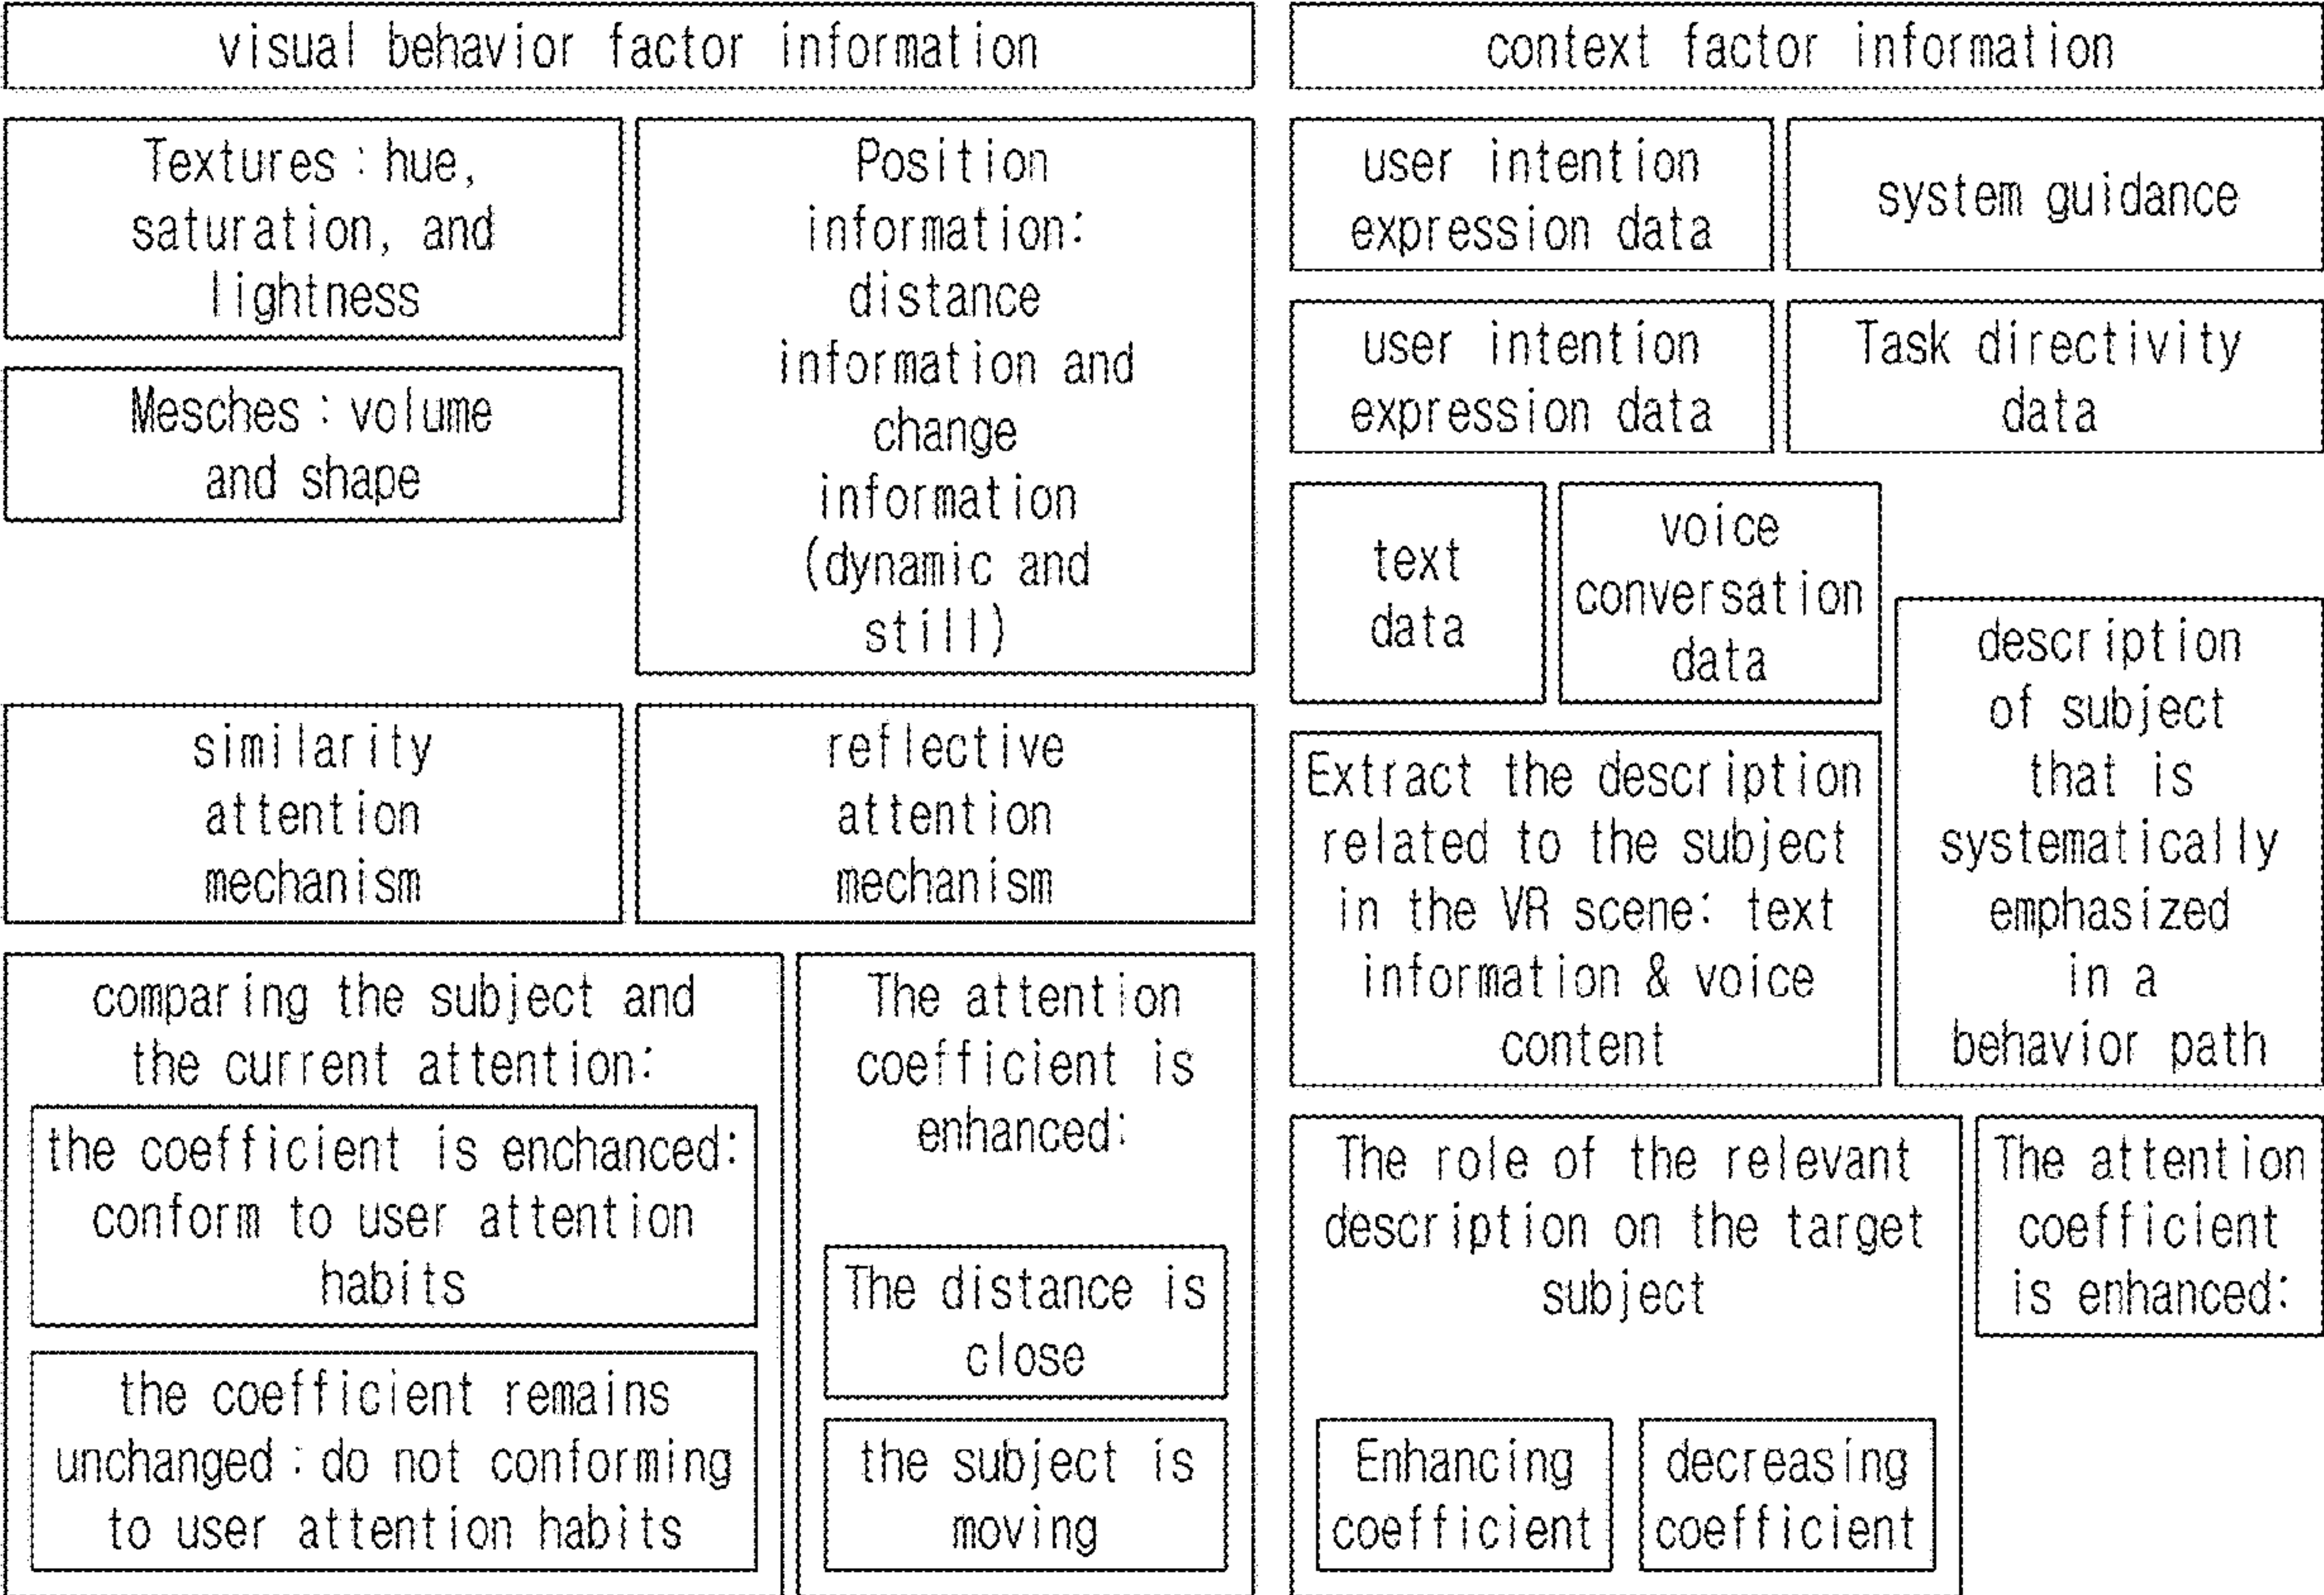 visual behavior factor information
Textures : hue,
saturation, and
lightness
Mesches : volume
and shape
Position
information:
distance
information and
change
information
(dynamic and
still)
similarity
attention
mechanism
reflective
attention
mechanism
comparing the subject and
the current attention:
the coefficient is enchanced:
conform to user attention
habits
the coefficient remains
unchanged : do not conforming
to user attention habits
The attention
coefficient is
enhanced:
The distance is
close
the subject is
moving
context factor information
user intention
expression data
system guidance
user intention
expression data
Task directivity
data
text
data
voice
conversation
data
Extract the description
related to the subject
in the VR scene: text
information & voice
content
description
of subject
that is
systematically
emphasized
in a
behavior path
The role of the relevant
description on the target
subject
Enhancing
coefficient
decreasing
coefficient
The attention
coefficient
is enhanced: